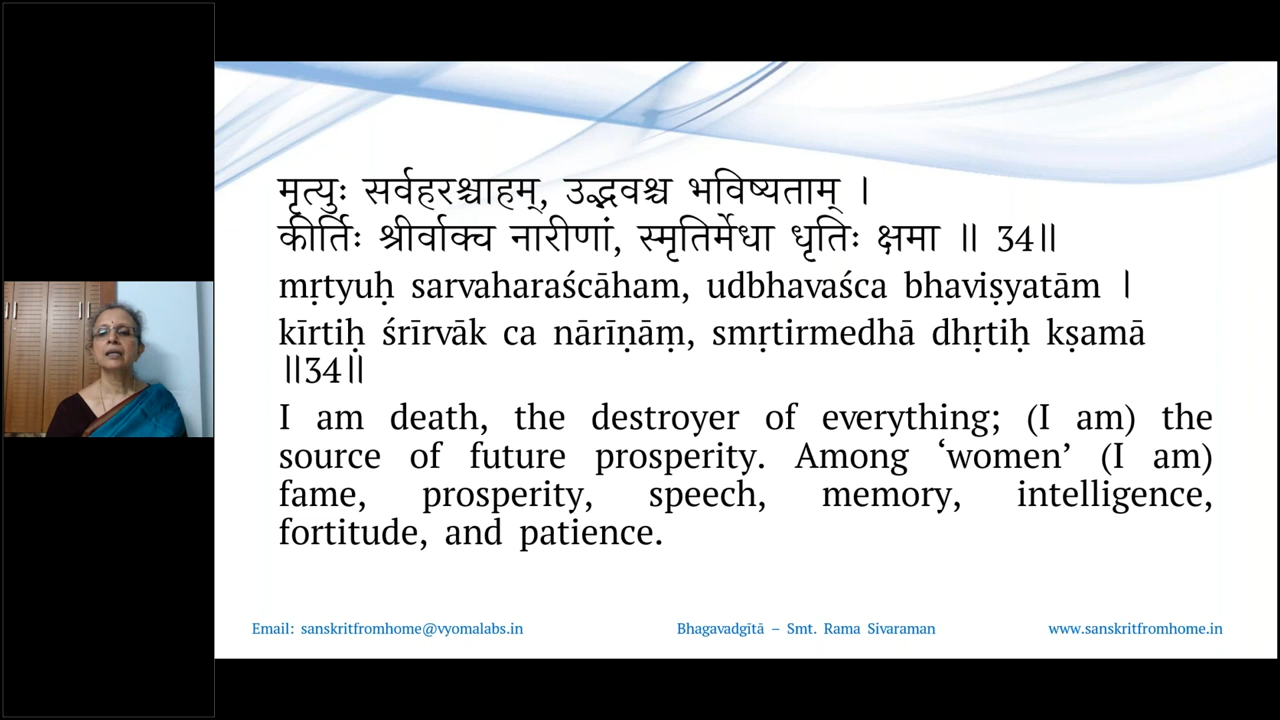 मृत्युः सर्वहरश्चाहम्, उद्भवश्च भविष्यताम् ।
कीर्तिः श्रीर्वाक्च नारीणां, स्मृतिर्मेधा धृतिः क्षमा ॥ 34॥
mṛtyuḥ sarvaharaścāham, udbhavaśca bhaviṣyatām ।
kīrtiḥ śrīrvāk ca nārīṇāṃ, smṛtirmedhā dhṛtiḥ kṣamā
॥34॥
I am death, the destroyer of everything; (I am) the
source of future prosperity. Among ‘women’ (I am)
fame, prosperity, speech, memory, intelligence,
fortitude, and patience.
Email: sanskritfromhome@vyomalabs.in Bhagavadgītā – Smt. Rama Sivaraman www.sanskritfromhome.in